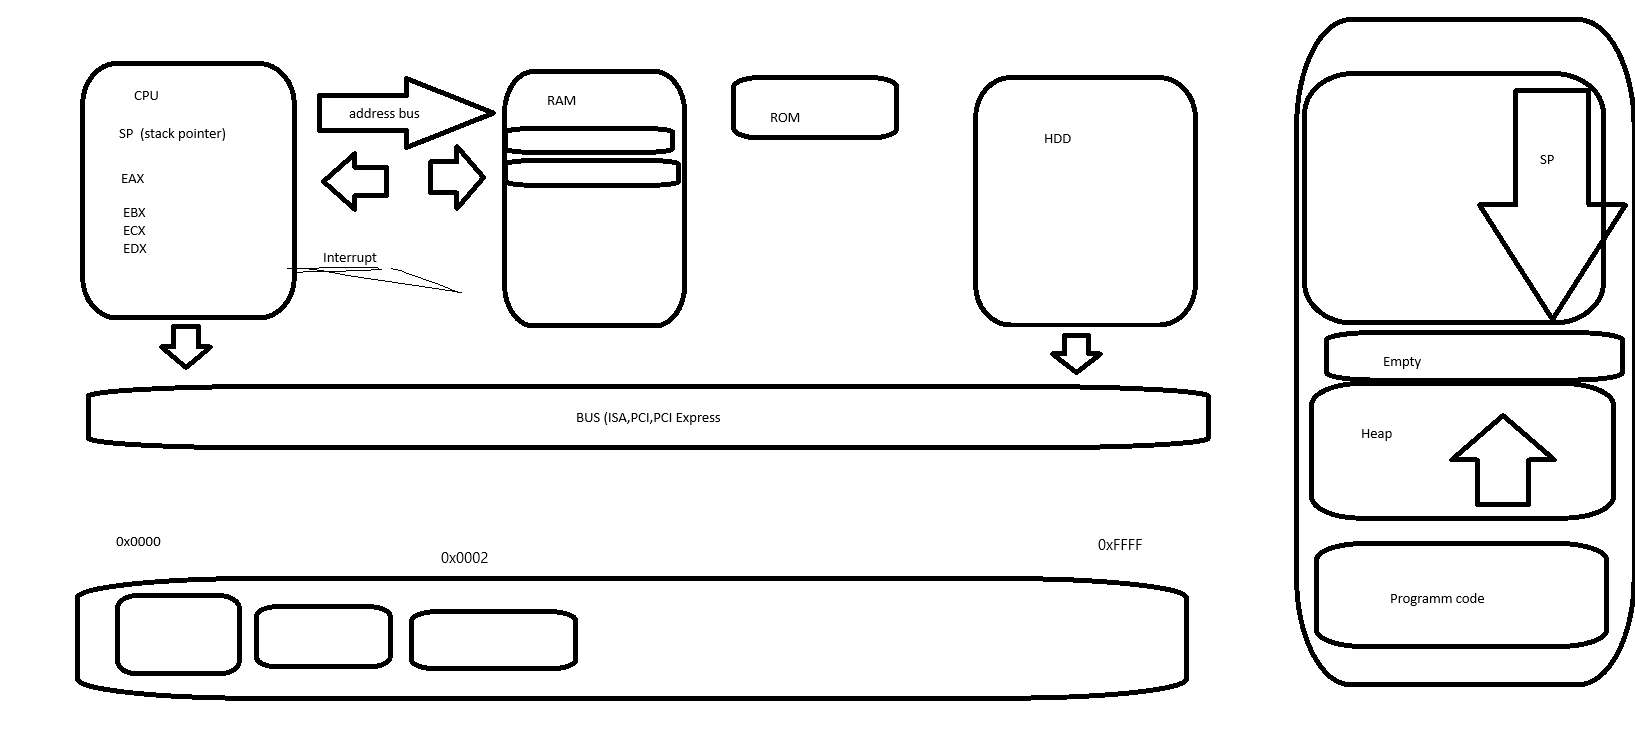 CPU
SP (stack pointer)
EAX
EBX
ECX
EDX
address bus
Interrupt
RAM
ROM
HDD
BUS (ISA,PCI,PCI Express
0x0000
0x0002
0xFFFF
SP
Empty
Heap
Programm code